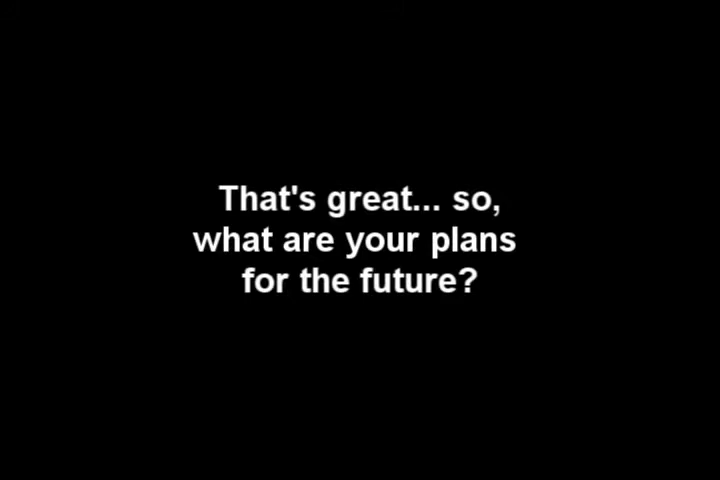 That's great... so,
what are your plans
for the future?